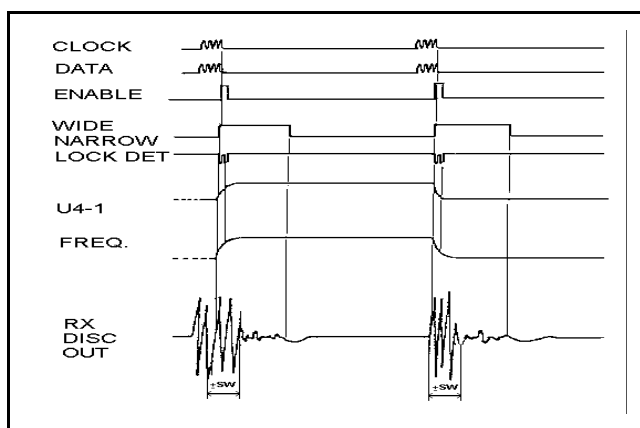 CLOCK
DATA
ENABLE
WIDE
NARROW
LOCK DET
U4-1
FREQ.
RX
DISC
OUT
±SW
±SW